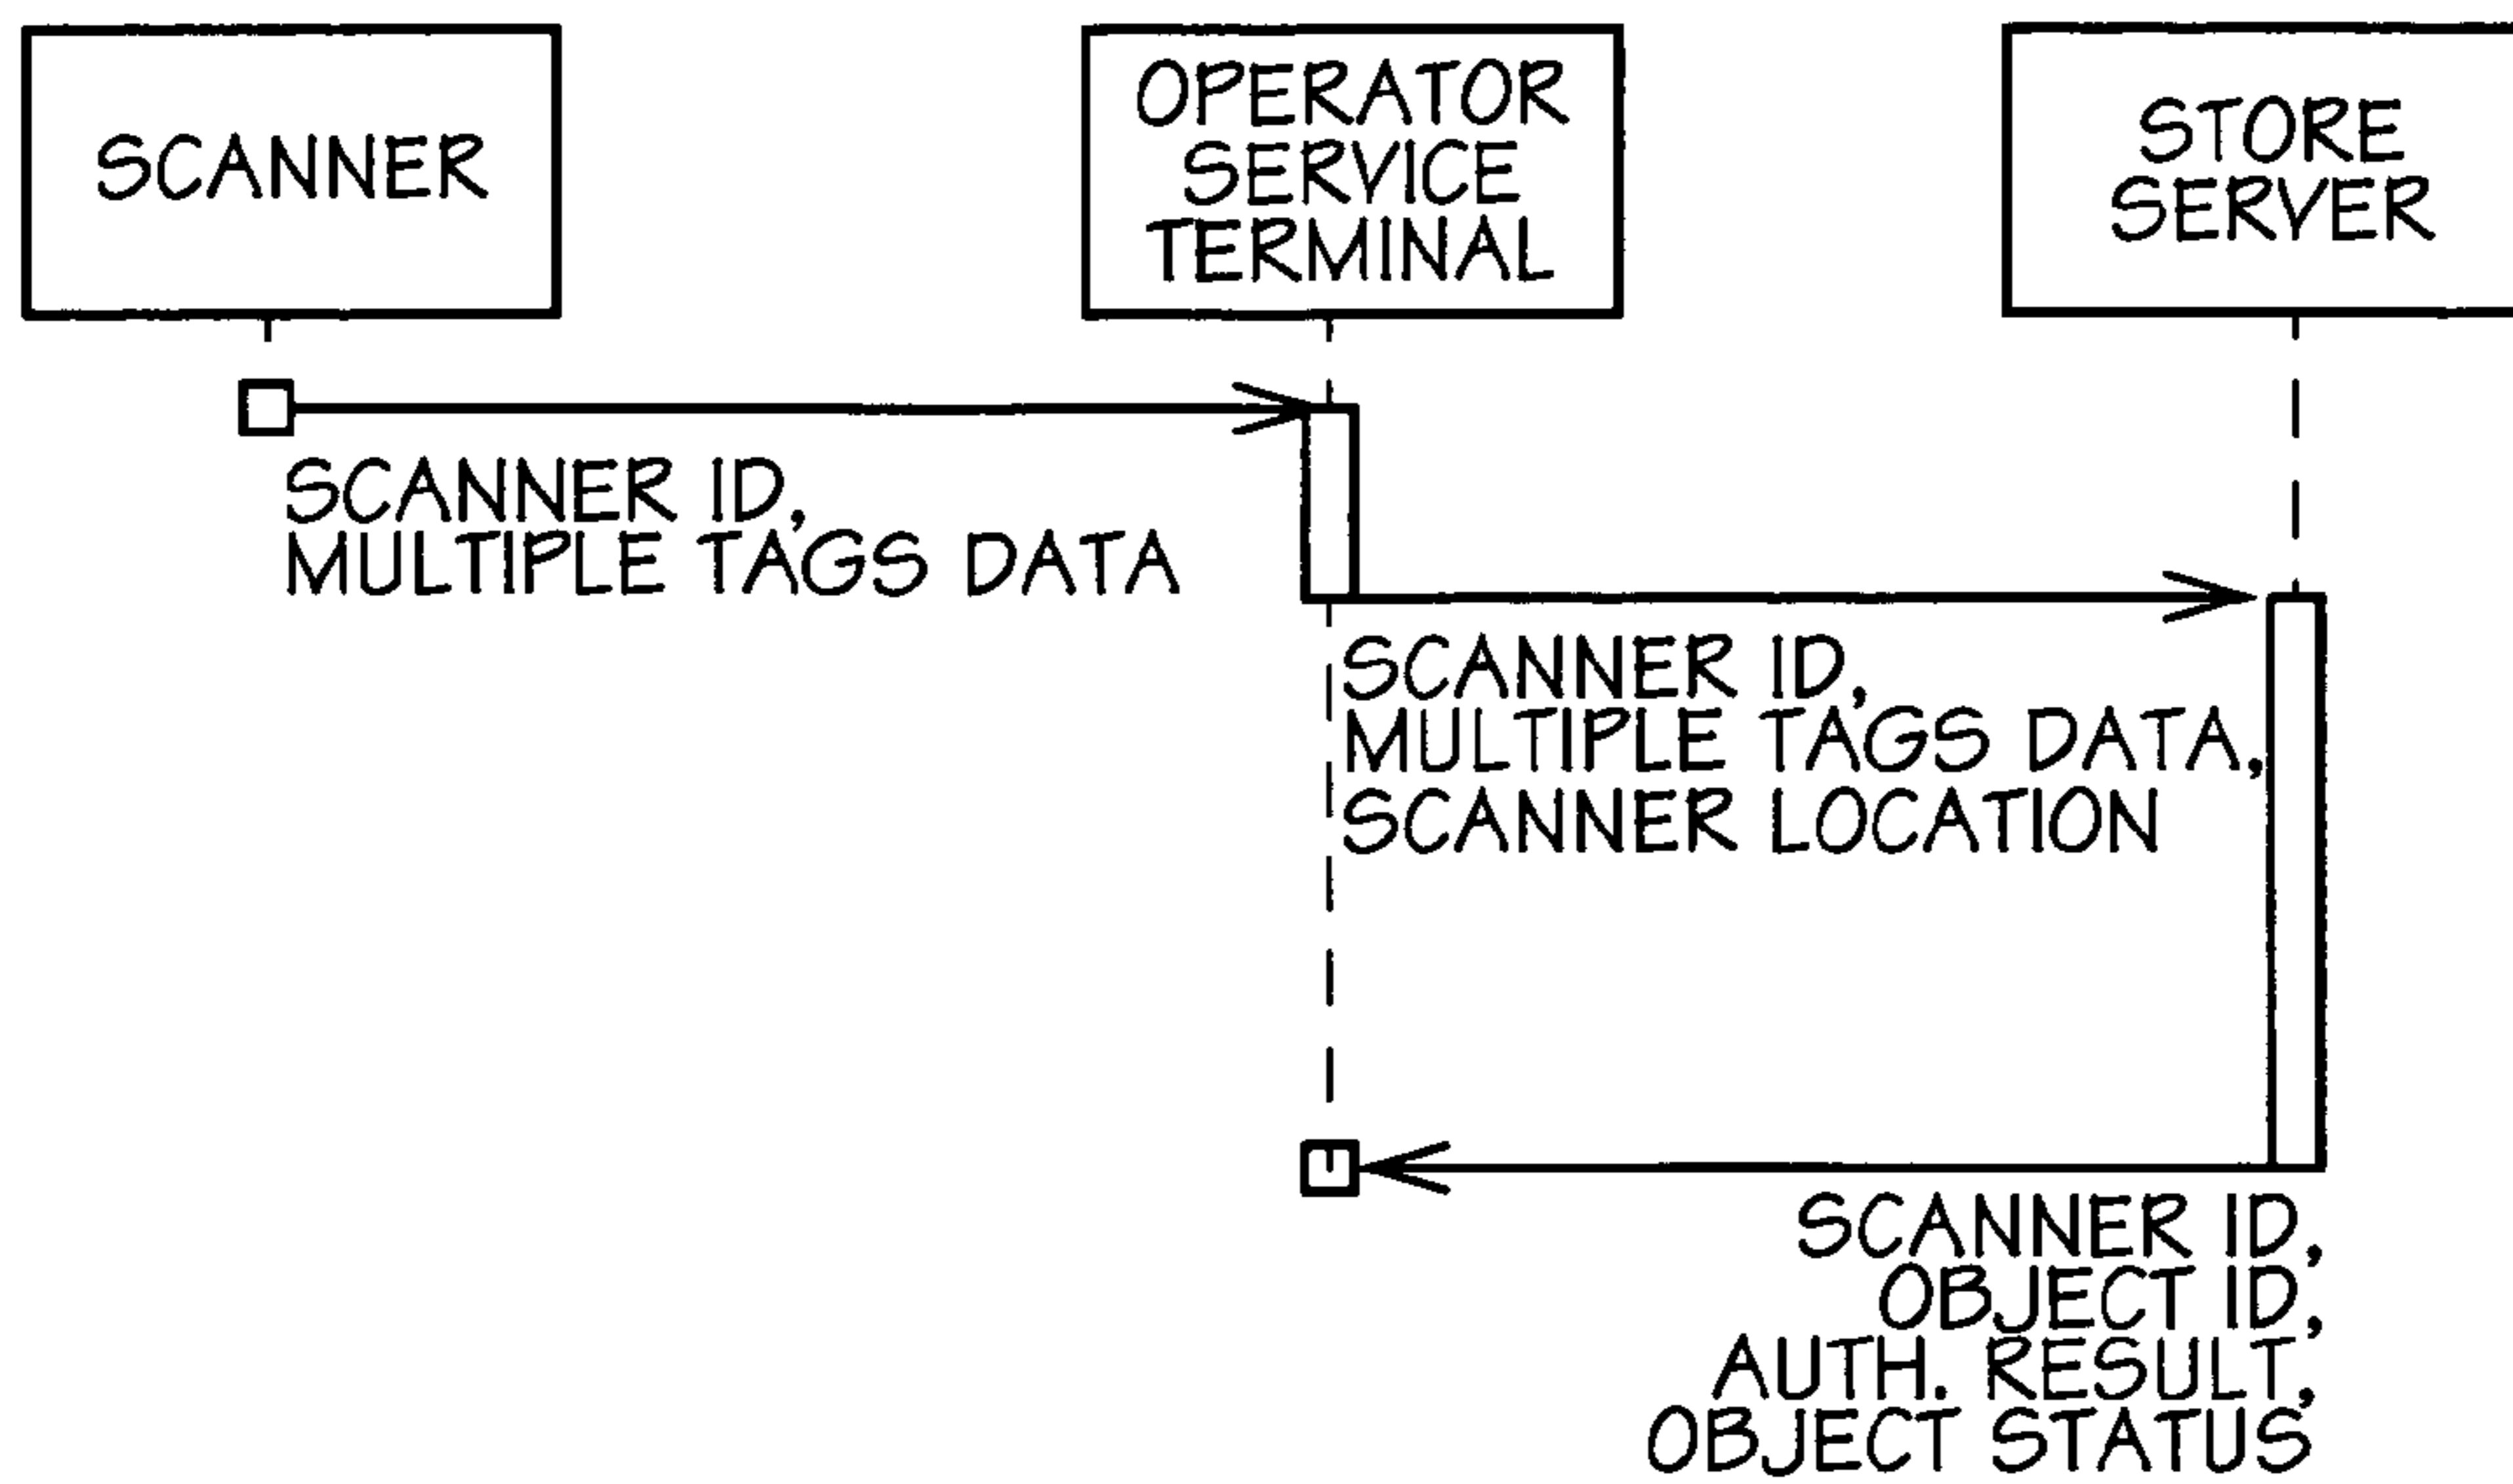 SCANNER
OPERATOR
SERVICE
TERMINAL
STORE
SERVER
SCANNER ID,
MULTIPLE TAGS DATA
SCANNER ID,
MULTIPLE TAGS DATA,
SCANNER LOCATION
SCANNER ID,
OBJECT ID,
AUTH. RESULT,
OBJECT STATUS